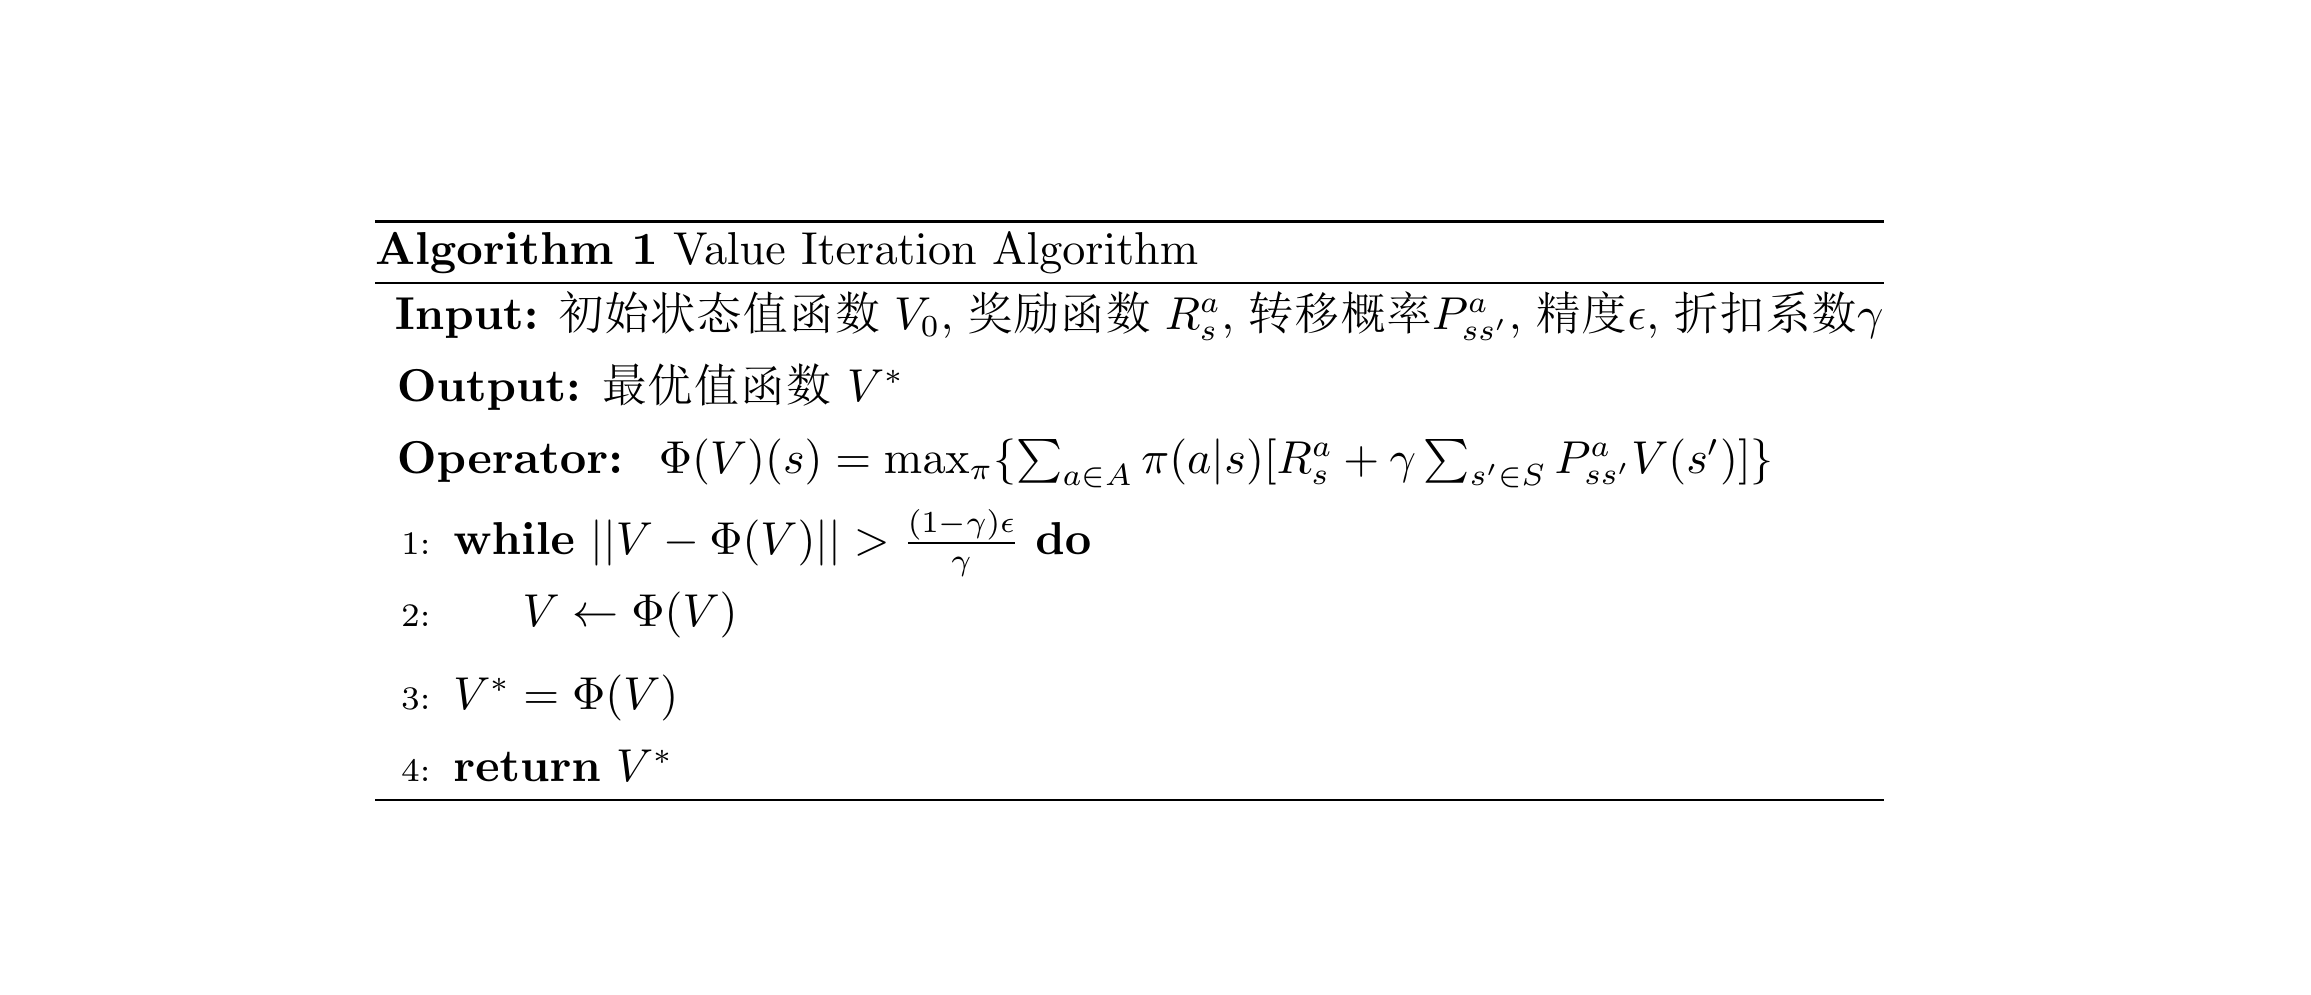 Algorithm 1 Value Iteration Algorithm
Input: 初始状态值函数 $V_0$, 奖励函数 $R_s^a$, 转移概率$P_{ss'}^a$, 精度$\epsilon$, 折扣系数$\gamma$
Output: 最优值函数 $V^*$
Operator: $\Phi(V)(s) = \max_\pi\{\sum_{a \in A} \pi(a|s)[R_s^a + \gamma \sum_{s' \in S} P_{ss'}^a V(s')]\}$
1: while $||V - \Phi(V)|| > \frac{(1-\gamma)\epsilon}{\gamma}$ do
2: $V \leftarrow \Phi(V)$
3: $V^* = \Phi(V)$
4: return $V^*$